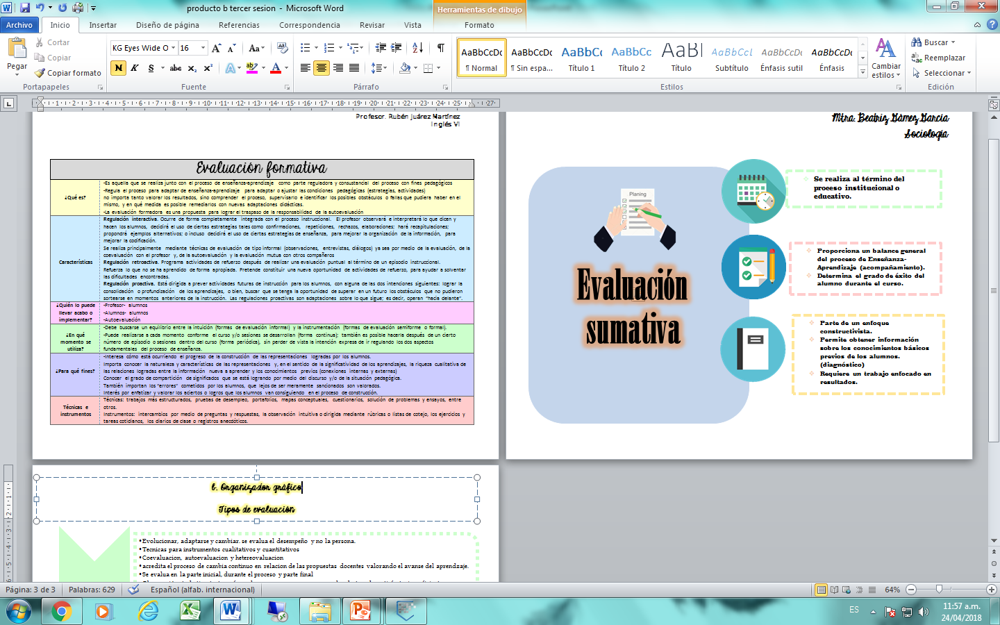 producto b tercer sesion - Microsoft Word
Herramientas de dibujo
Archivo
Inicio
Insertar
Diseño de página
Referencias
Correspondencia
Revisar
Vista
Formato
Pegar
Cortar
Copiar
Copiar formato
Portapapeles
KG Eyes Wide O
16
Fuente
Párrafo
¶ Normal
¶ Sin espa...
Título 1
Título 2
Título
Subtítulo
Énfasis sutil
Énfasis
Estilos
Cambiar
estilos
Buscar
Reemplazar
Seleccionar
Edición
Profesor. Rubén Juárez Martínez
Inglés VI
Evaluación formativa
¿Qué es?
-Es aquella que se realiza junto con el proceso de enseñanza-aprendizaje como parte reguladora y consustancial del proceso con fines pedagógicos
-Regula el proceso para adaptar de enseñanza-aprendizaje para adaptar o ajustar las condiciones pedagógicas (estrategias, actividades)
no importa tanto valorar los resultados, sino comprender el proceso, supervisarlo e identificar los posibles obstáculos o fallas que pudiera haber en el
mismo, y en qué medida es posible remediarlos con nuevas adaptaciones didácticas.
-La evaluación formadora es una propuesta para lograr el traspaso de la responsabilidad de la autoevaluación
Características
Regulación interactiva. Ocurre de forma completamente integrada con el proceso instruccional. El profesor observará e interpretará lo que dicen y
hacen los alumnos, decidirá el uso de ciertas estrategias tales como confirmaciones, repeticiones, rechazos, elaboraciones; hará recapitulaciones;
propondrá ejemplos alternativos; o incluso decidirá el uso de ciertas estrategias de enseñanza, para mejorar la organización de la información, para
mejorar la codificación.
Se realiza principalmente mediante técnicas de evaluación de tipo informal (observaciones, entrevistas, diálogos) ya sea por medio de la evaluación, de la
coevaluación con el profesor y, de la autoevaluación y la evaluación mutua con otros compañeros
Regulación retroactiva. Programa actividades de refuerzo después de realizar una evaluación puntual al término de un episodio instruccional.
Refuerza lo que no se ha aprendido de forma apropiada. Pretende constituir una nueva oportunidad de actividades de refuerzo, para ayudar a solventar
las dificultades encontradas.
Regulación proactiva. Está dirigida a prever actividades futuras de instrucción para los alumnos, con alguna de las dos intenciones siguientes: lograr la
consolidación o profundización de los aprendizajes, o bien, buscar que se tenga la oportunidad de superar en un futuro los obstáculos que no pudieron
sortearse en momentos anteriores de la instrucción. Las regulaciones proactivas son adaptaciones sobre lo que sigue; es decir, operan "hacia delante".
¿Quién lo puede
llevar acabo o
implementar?
-Profesor- alumnos
-Alumnos- alumnos
-Autoevaluación
¿En qué
momento se
utiliza?
-Debe buscarse un equilibrio entre la intuición (formas de evaluación informal) y la instrumentación (formas de evaluación semiforme o formal).
-Puede realizarse a cada momento conforme el curso y/o sesiones se desarrollan (forma continua); también es posible hacerla después de un cierto
número de episodio o sesiones dentro del curso (forma periódica), sin perder de vista la intención expresa de ir regulando los dos aspectos
fundamentales del proceso de enseñanza.
¿Para qué fines?
-Interesa cómo está ocurriendo el progreso de la construcción de las representaciones logradas por los alumnos.
Importa conocer la naturaleza y características de las representaciones y, en el sentido de la significatividad de los aprendizajes, la riqueza cualitativa de
las relaciones logradas entre la información nueva a aprender y los conocimientos previos (conexiones internas y externas)
Conocer el grado de compartición de significados que se está logrando por medio del discurso y/o de la situación pedagógica.
También importan los "errores" cometidos por los alumnos, que lejos de ser meramente sancionados son valorados.
Interés por enfatizar y valorar los aciertos o logros que los alumnos van consiguiendo en el proceso de construcción.
Técnicas e
instrumentos
Técnicas: trabajos más estructurados, pruebas de desempleo, portafolios, mapas conceptuales, cuestionarios, solución de problemas y ensayos, entre
otros.
Instrumentos: intercambios por medio de preguntas y respuestas, la observación intuitiva o dirigida mediante rúbricas o listas de cotejo, los ejercicios y
tareas cotidianos, los diarios de clase o registros anecdóticos.
Mtra. Beatriz Gámez García
Sociología
Planing
Evaluación
sumativa
Se realiza al término del
proceso institucional o
educativo.
Proporciona un balance general
del proceso de Enseñanza-
Aprendizaje (acompañamiento).
Determina el grado de éxito del
alumno durante el curso.
Parte de un enfoque
constructivista.
Permite obtener información
sobre los conocimientos básicos
previos de los alumnos.
(diagnóstico)
Requiere un trabajo enfocado en
resultados.
b. Organizador gráfico
Tipos de evaluación
•Evolucionar, adaptarse y cambiar. se evalua el desempeño y no la persona.
•Tecnicas para instrumentos cualitativos y cuantitativos
•Coevaluacion, autoevaluacion y hetereovaluacion
•acredita el proceso de cambia continuo en relacion de las propuestas docentes valorando el avanse del aprendizaje.
•Se evalua en la parte inicial, durante el proceso y parte final
Página: 3 de 3
Palabras: 629
Español (alfab. internacional)
64%
ES
11:57 a.m.
24/04/2018